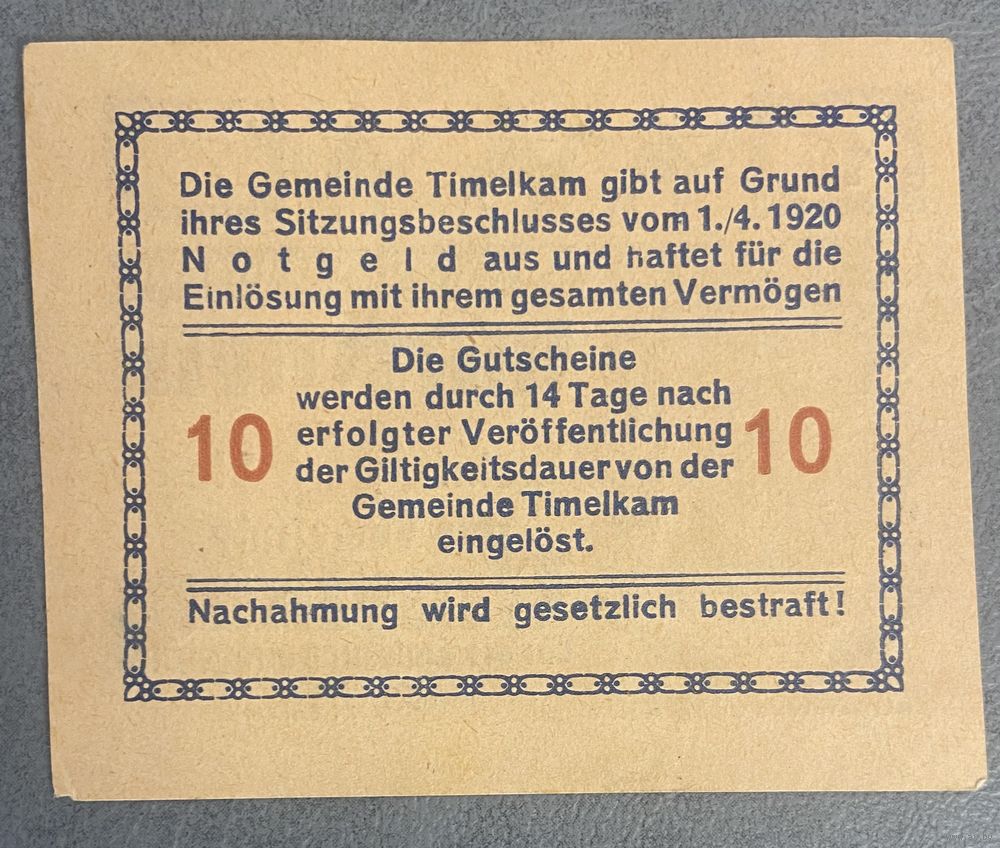 Die Gemeinde Timelkam gibt auf Grund
ihres Sitzungsbeschlusses vom 1./4. 1920
Notgeld aus und haftet für die
Einlösung mit ihrem gesamten Vermögen
Die Gutscheine
werden durch 14 Tage nach
10 erfolgter Veröffentlichung 10
der Giltigkeitsdauer von der
Gemeinde Timelkam
eingelöst.
Nachahmung wird gesetzlich bestraft!